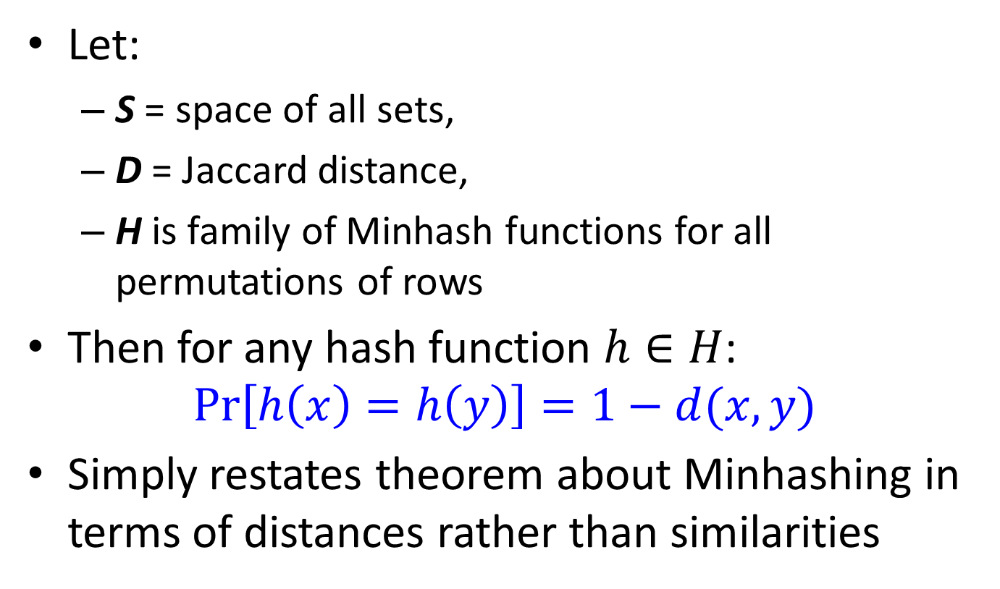 • Let:
– S = space of all sets,
– D = Jaccard distance,
– H is family of Minhash functions for all
permutations of rows
• Then for any hash function h ∈ H:
Pr[h(x) = h(y)] = 1 − d(x, y)
• Simply restates theorem about Minhashing in
terms of distances rather than similarities